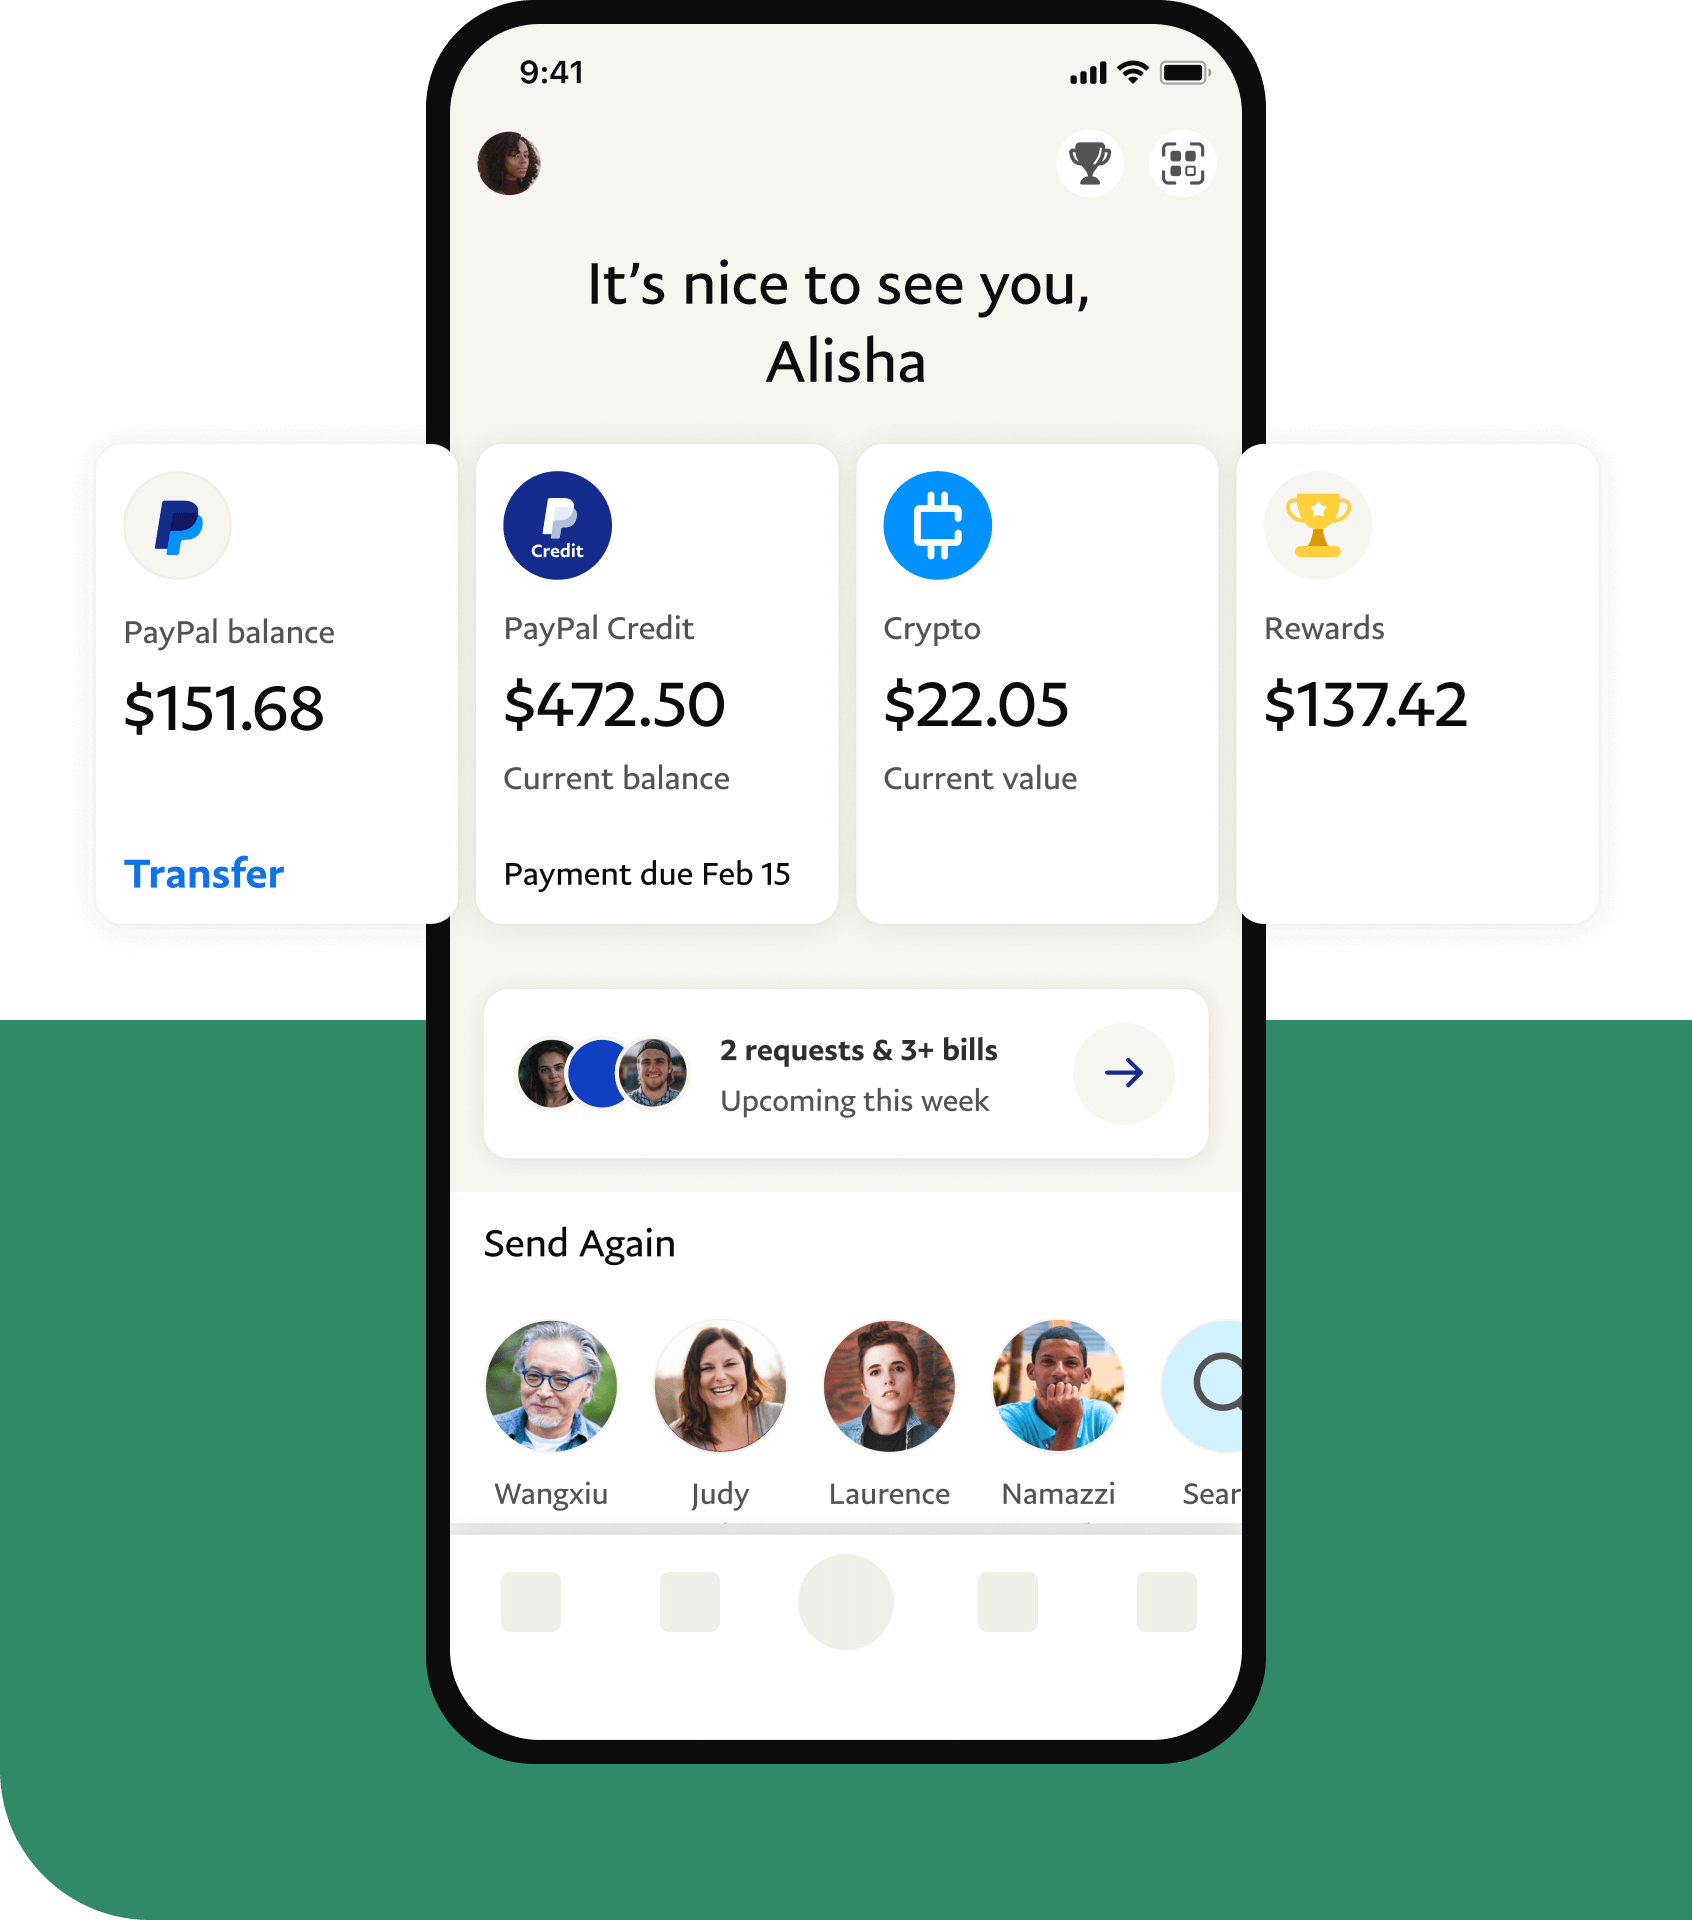 9:41
It’s nice to see you,
Alisha
Credit
PayPal balance
$151.68
Transfer
PayPal Credit
$472.50
Current balance
Payment due Feb 15
Crypto
$22.05
Current value
Rewards
$137.42
2 requests & 3+ bills
Upcoming this week
Send Again
Wangxiu
Judy
Laurence
Namazzi
Sear